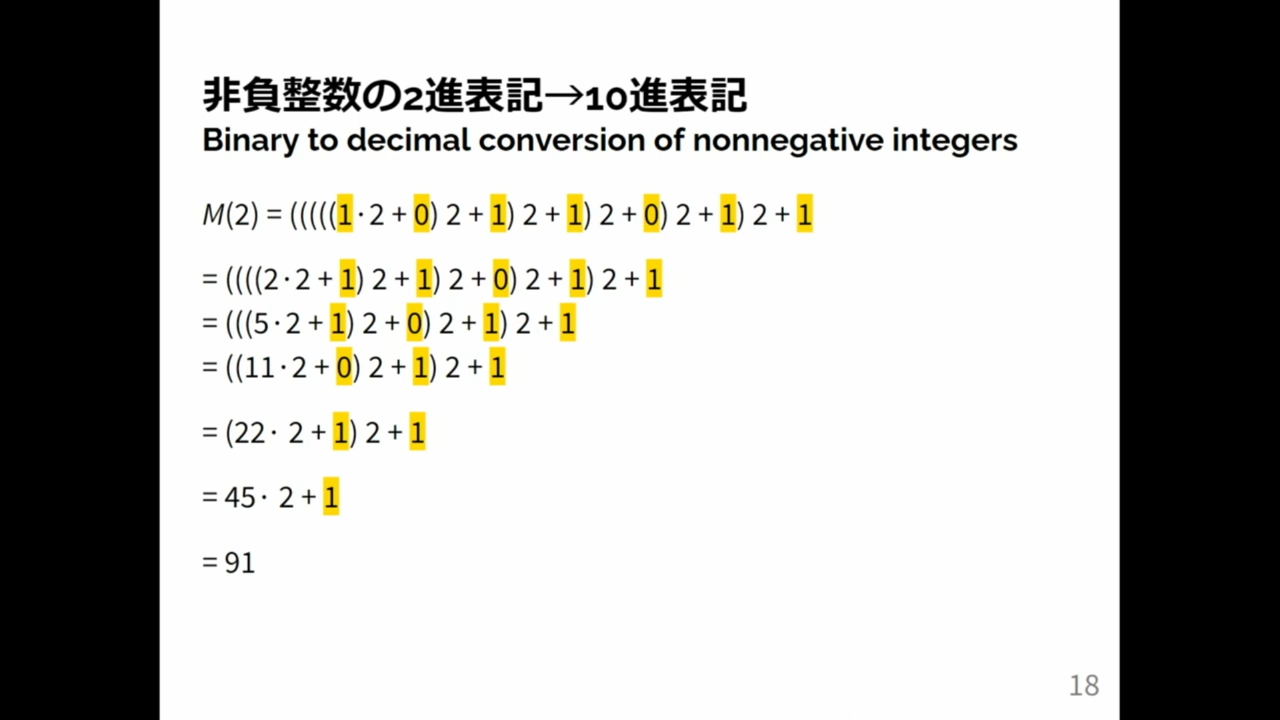 非負整数の2進表記→10進表記
Binary to decimal conversion of nonnegative integers
M(2) = (((((1·2 + 0) 2 + 1) 2 + 1) 2 + 0) 2 + 1) 2 + 1
= ((((2·2 + 1) 2 + 1) 2 + 0) 2 + 1) 2 + 1
= (((5·2 + 1) 2 + 0) 2 + 1) 2 + 1
= ((11·2 + 0) 2 + 1) 2 + 1
= (22· 2 + 1) 2 + 1
= 45· 2 + 1
= 91
18